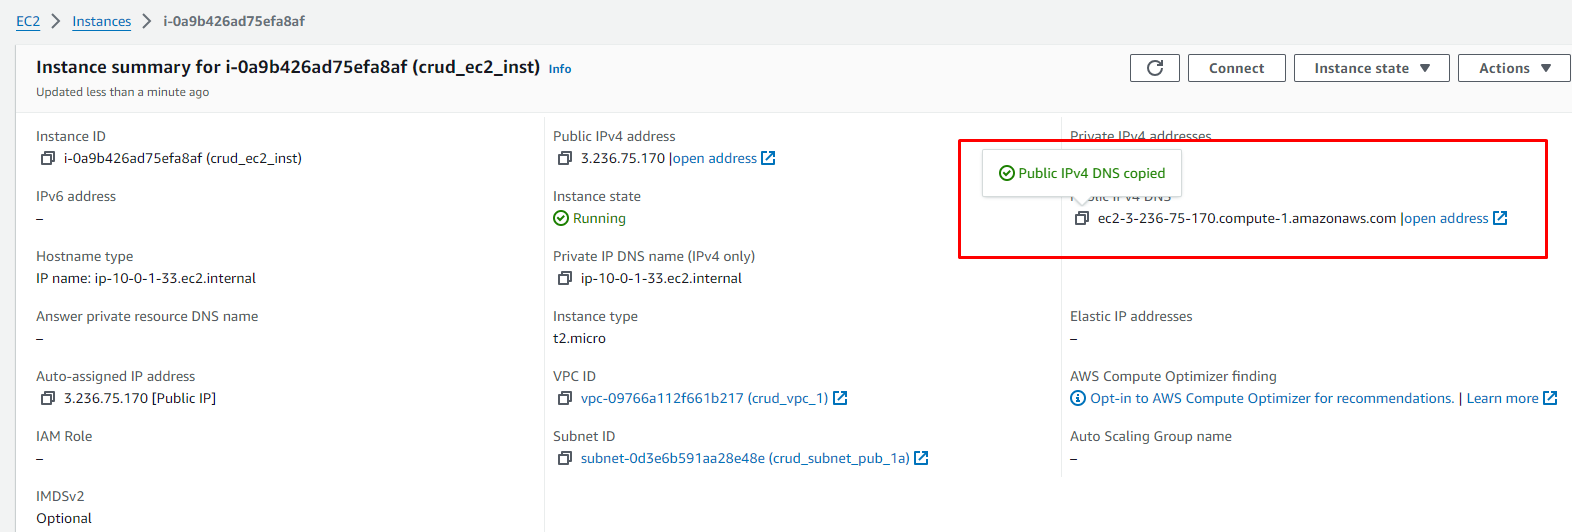 EC2 > Instances > i-0a9b426ad75efa8af
Instance summary for i-0a9b426ad75efa8af (crud_ec2_inst) Info
Updated less than a minute ago
Connect
Instance state
Actions
Instance ID
i-0a9b426ad75efa8af (crud_ec2_inst)
Public IPv4 address
3.236.75.170 |open address
Private IPv4 addresses
Public IPv4 DNS copied
IPv6 address
–
Instance state
Running
Public IPv4 DNS
ec2-3-236-75-170.compute-1.amazonaws.com |open address
Hostname type
IP name: ip-10-0-1-33.ec2.internal
Private IP DNS name (IPv4 only)
ip-10-0-1-33.ec2.internal
Answer private resource DNS name
–
Instance type
t2.micro
Elastic IP addresses
–
Auto-assigned IP address
3.236.75.170 [Public IP]
VPC ID
vpc-09766a112f661b217 (crud_vpc_1)
AWS Compute Optimizer finding
Opt-in to AWS Compute Optimizer for recommendations. | Learn more
IAM Role
–
Subnet ID
subnet-0d3e6b591aa28e48e (crud_subnet_pub_1a)
Auto Scaling Group name
–
IMDSv2
Optional